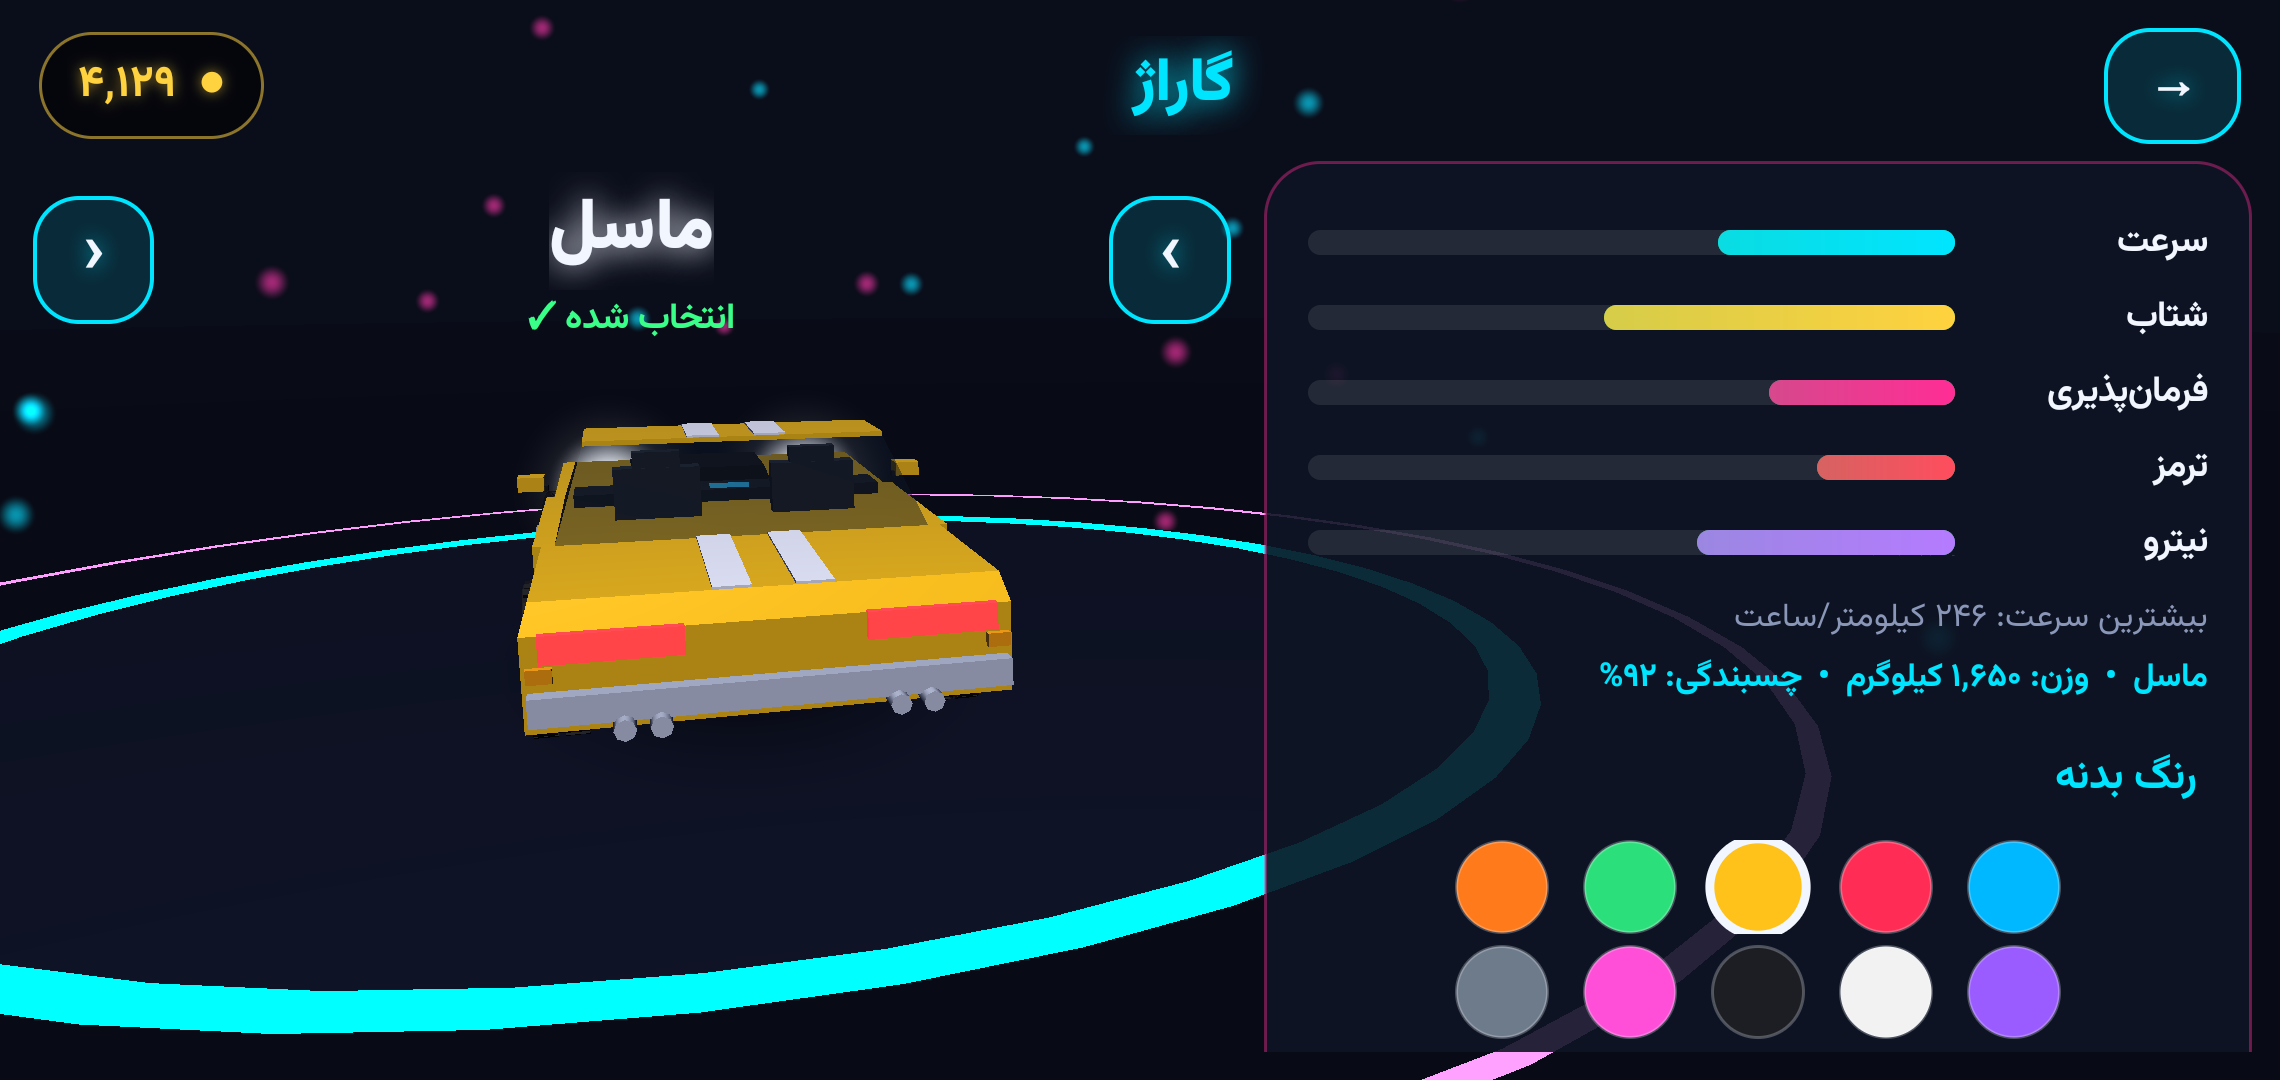 →
گاراژ
۴,۱۲۹
ماسل
انتخاب شده ✓
سرعت
شتاب
فرمان‌پذیری
ترمز
نیترو
بیشترین سرعت: ۲۴۶ کیلومتر/ساعت
ماسل • وزن: ۱,۶۵۰ کیلوگرم • چسبندگی: ۹۲%
رنگ بدنه